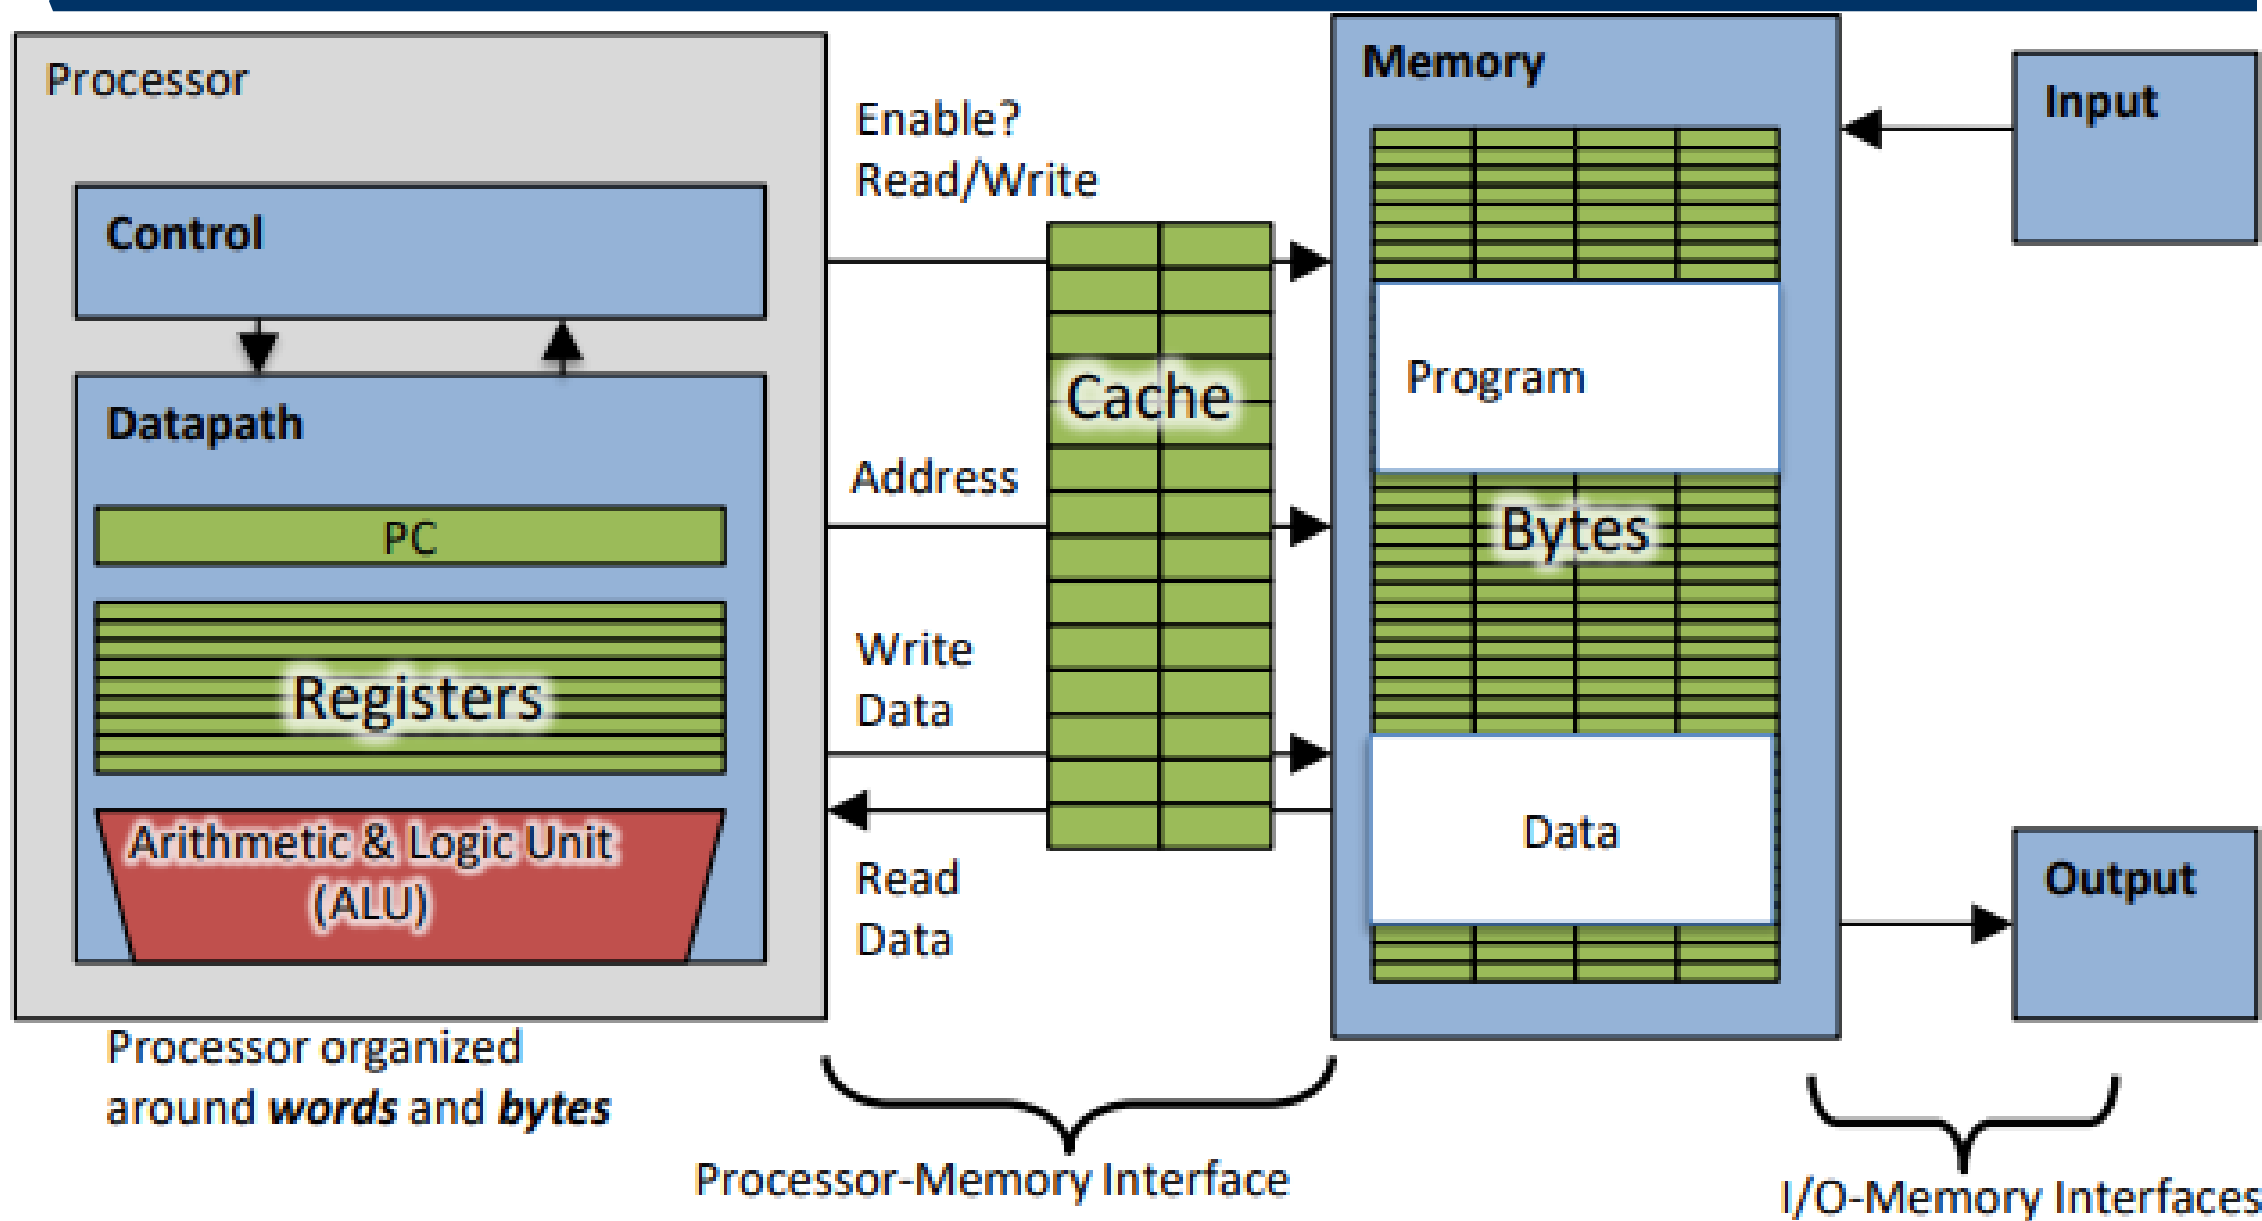 Processor
Control
Datapath
PC
Registers
Arithmetic & Logic Unit
(ALU)
Processor organized
around words and bytes
Enable?
Read/Write
Cache
Address
Write
Data
Read
Data
Processor-Memory Interface
Memory
Program
Bytes
Data
Input
Output
I/O-Memory Interfaces